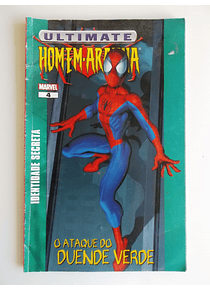 ULTIMATE
HOMEM-ARANHA
MARVEL
4
IDENTIDADE SECRETA
O ATAQUE DO
DUENDE VERDE